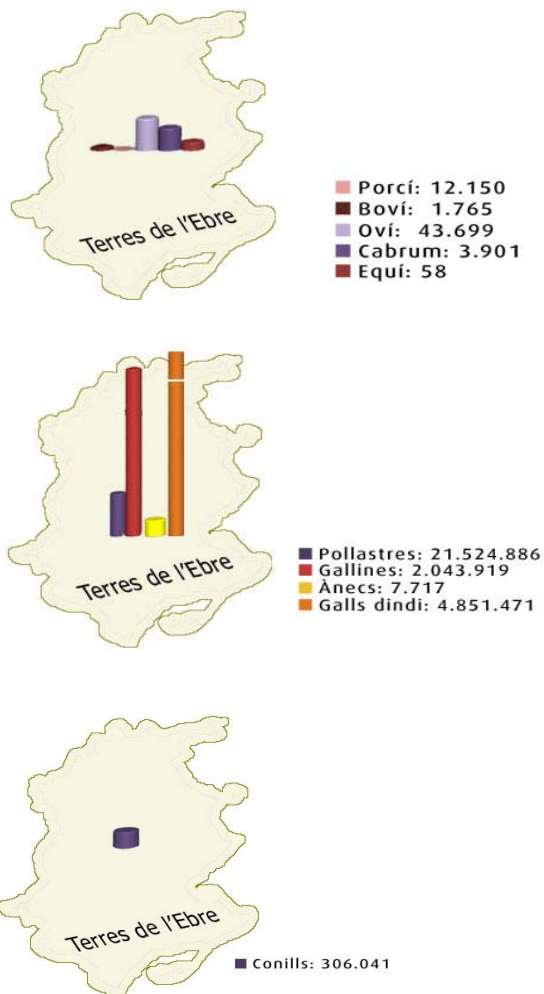 Terres de l'Ebre
Porcí: 12.150
Boví: 1.765
Oví: 43.699
Cabrum: 3.901
Equí: 58
Terres de l'Ebre
Pollastres: 21.524.886
Gallines: 2.043.919
Ànecs: 7.717
Galls dindi: 4.851.471
Terres de l'Ebre
Conills: 306.041